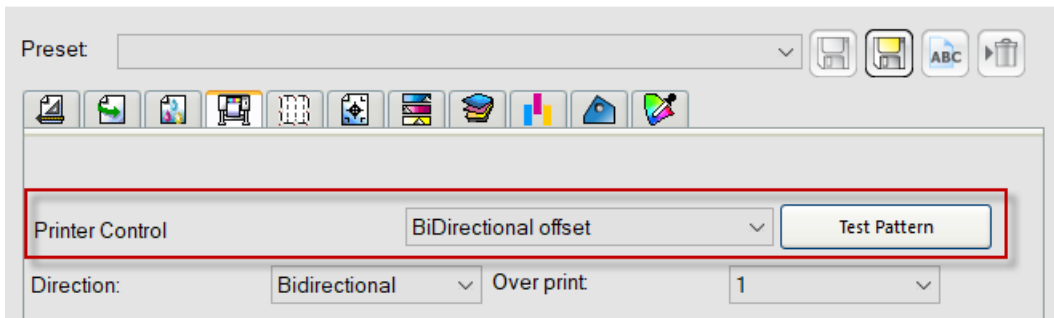 Preset:
ABC
Printer Control BiDirectional offset Test Pattern
Direction: Bidirectional Over print: 1